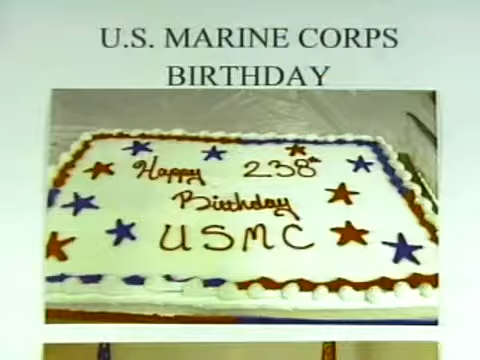 U.S. MARINE CORPS
BIRTHDAY
Happy 238th
Birthday
USMC